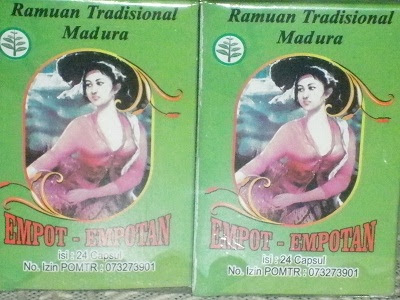 Ramuan Tradisional
Madura
EMPOT - EMPOTAN
isi : 24 Capsul
No. Izin POMTR : 073273901
Ramuan Tradisional
Madura
EMPOT - EMPOTAN
isi : 24 Capsul
No. Izin POMTR : 073273901